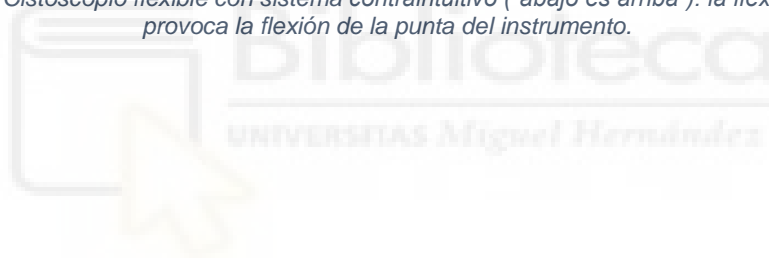 Cistoscopio flexible con sistema contraintuitivo ("abajo es arriba"): la flex
provoca la flexión de la punta del instrumento.
Biblioteca
UNIVERSITAS Miguel Hernández